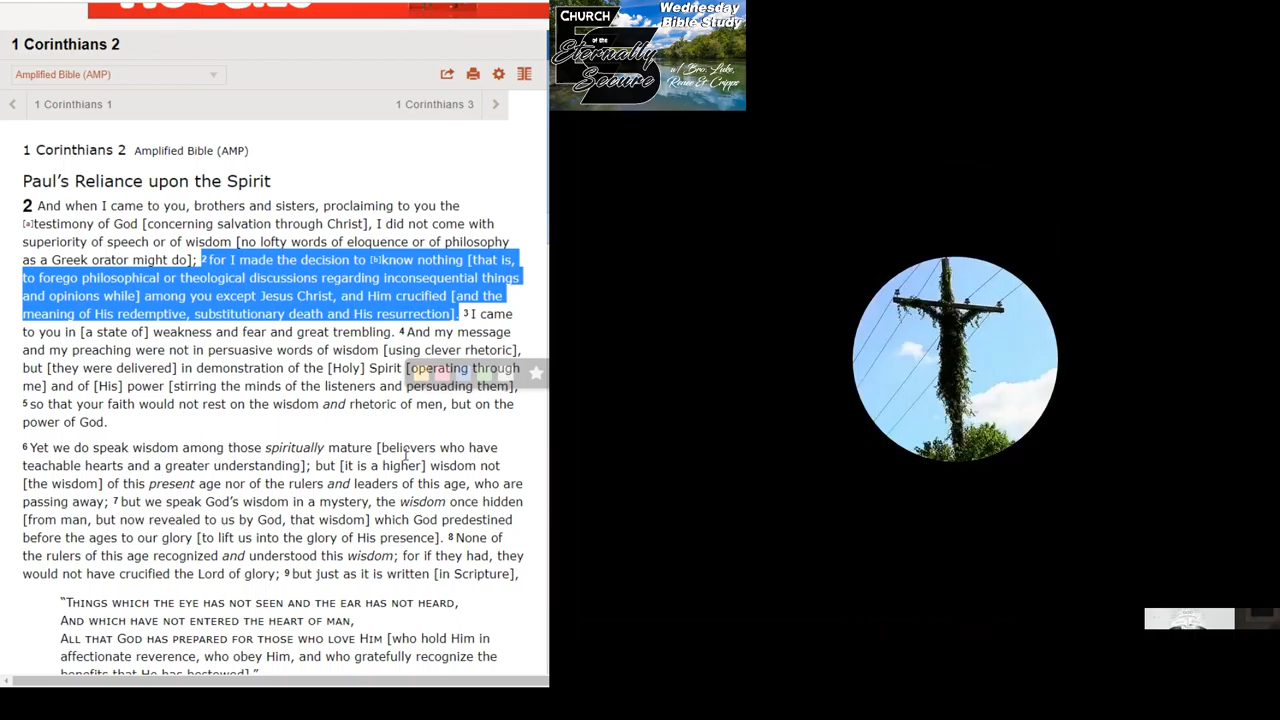 1 Corinthians 2
Amplified Bible (AMP)
1 Corinthians 1
1 Corinthians 3
1 Corinthians 2 Amplified Bible (AMP)
Paul's Reliance upon the Spirit
2 And when I came to you, brothers and sisters, proclaiming to you the
[a]testimony of God [concerning salvation through Christ], I did not come with
superiority of speech or of wisdom [no lofty words of eloquence or of philosophy
as a Greek orator might do]; 2 for I made the decision to [b]know nothing [that is,
to forego philosophical or theological discussions regarding inconsequential things
and opinions while] among you except Jesus Christ, and Him crucified [and the
meaning of His redemptive, substitutionary death and His resurrection]. 3 I came
to you in [a state of] weakness and fear and great trembling. 4 And my message
and my preaching were not in persuasive words of wisdom [using clever rhetoric],
but [they were delivered] in demonstration of the [Holy] Spirit [operating through
me] and of [His] power [stirring the minds of the listeners and persuading them],
5 so that your faith would not rest on the wisdom and rhetoric of men, but on the
power of God.
6 Yet we do speak wisdom among those spiritually mature [believers who have
teachable hearts and a greater understanding]; but [it is a higher] wisdom not
[the wisdom] of this present age nor of the rulers and leaders of this age, who are
passing away; 7 but we speak God's wisdom in a mystery, the wisdom once hidden
[from man, but now revealed to us by God, that wisdom] which God predestined
before the ages to our glory [to lift us into the glory of His presence]. 8 None of
the rulers of this age recognized and understood this wisdom; for if they had, they
would not have crucified the Lord of glory; 9 but just as it is written [in Scripture],
"THINGS WHICH THE EYE HAS NOT SEEN AND THE EAR HAS NOT HEARD,
AND WHICH HAVE NOT ENTERED THE HEART OF MAN,
ALL THAT GOD HAS PREPARED FOR THOSE WHO LOVE HIM [who hold Him in
affectionate reverence, who obey Him, and who gratefully recognize the
benefits that He has bestowed]."
CHURCH
of the
Eternally
Secure
Wednesday
Bible Study
w/ Bro. Luke,
Renee & Cripps